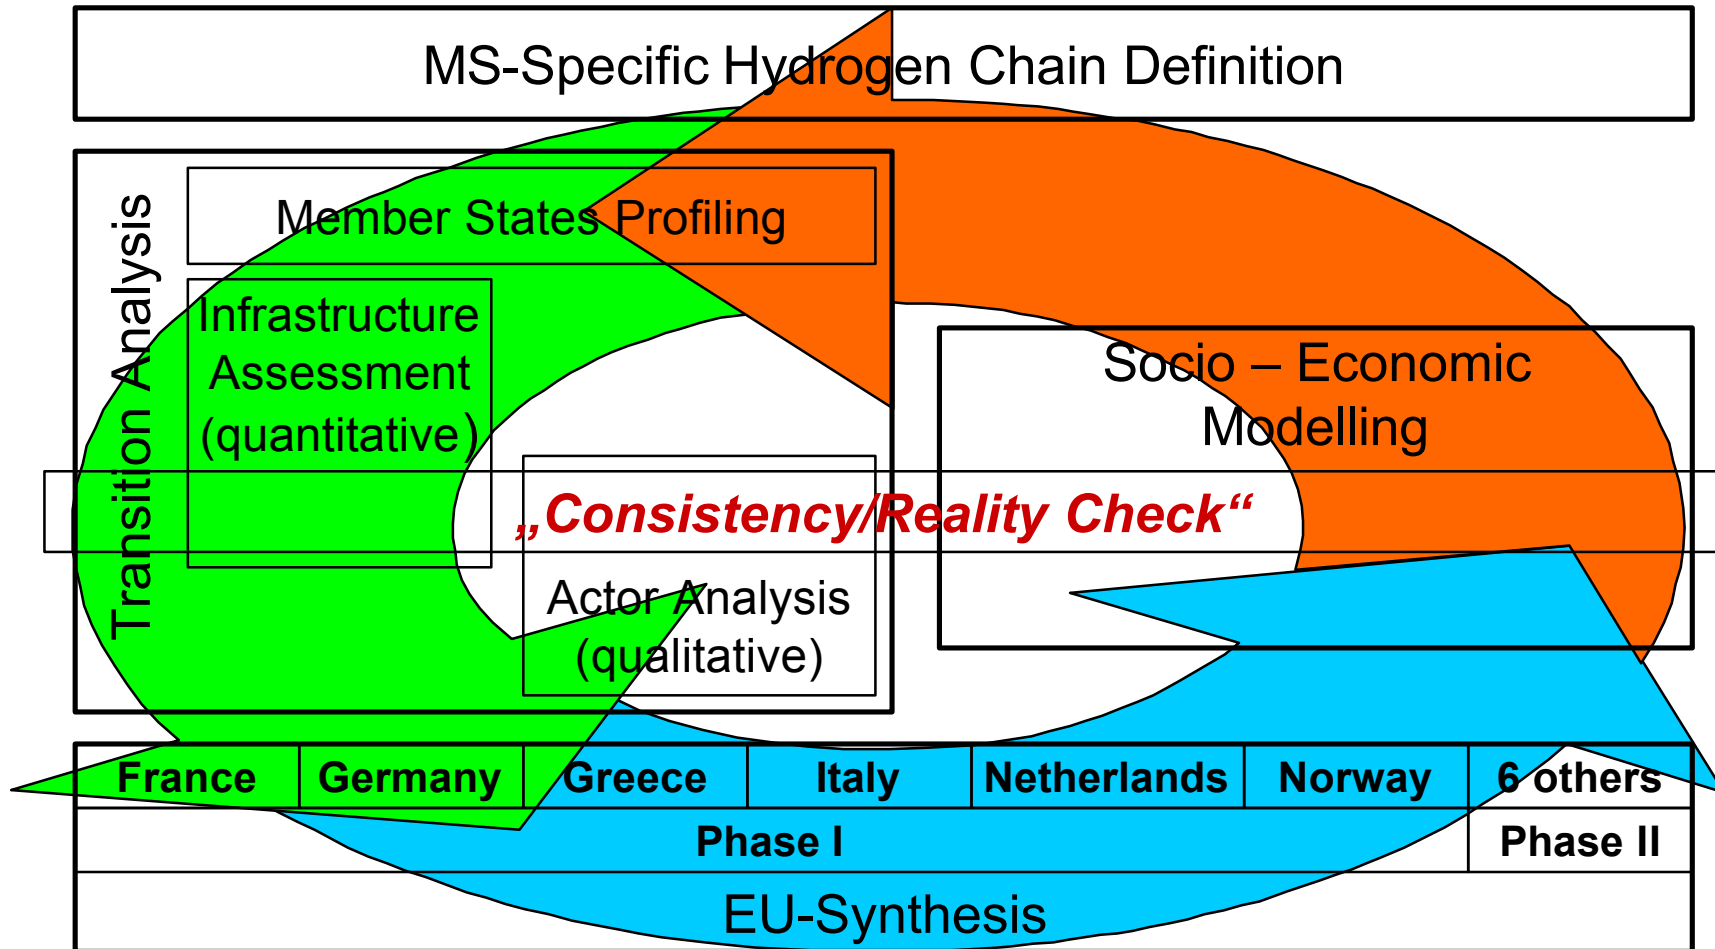 MS-Specific Hydrogen Chain Definition
Transition Analysis
Member States Profiling
Infrastructure
Assessment
(quantitative)
Socio – Economic
Modelling
„Consistency/Reality Check“
Actor Analysis
(qualitative)
France Germany Greece Italy Netherlands Norway 6 others
Phase I Phase II
EU-Synthesis